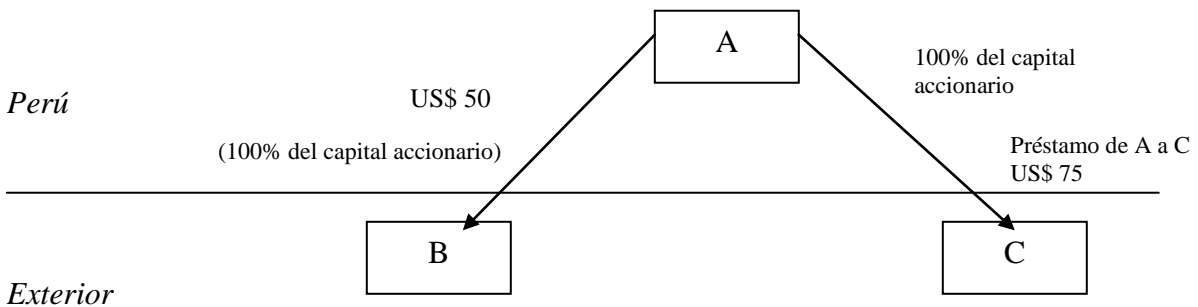 A
100% del capital
accionario
Perú
US$ 50
(100% del capital accionario)
Préstamo de A a C
US$ 75
B
C
Exterior